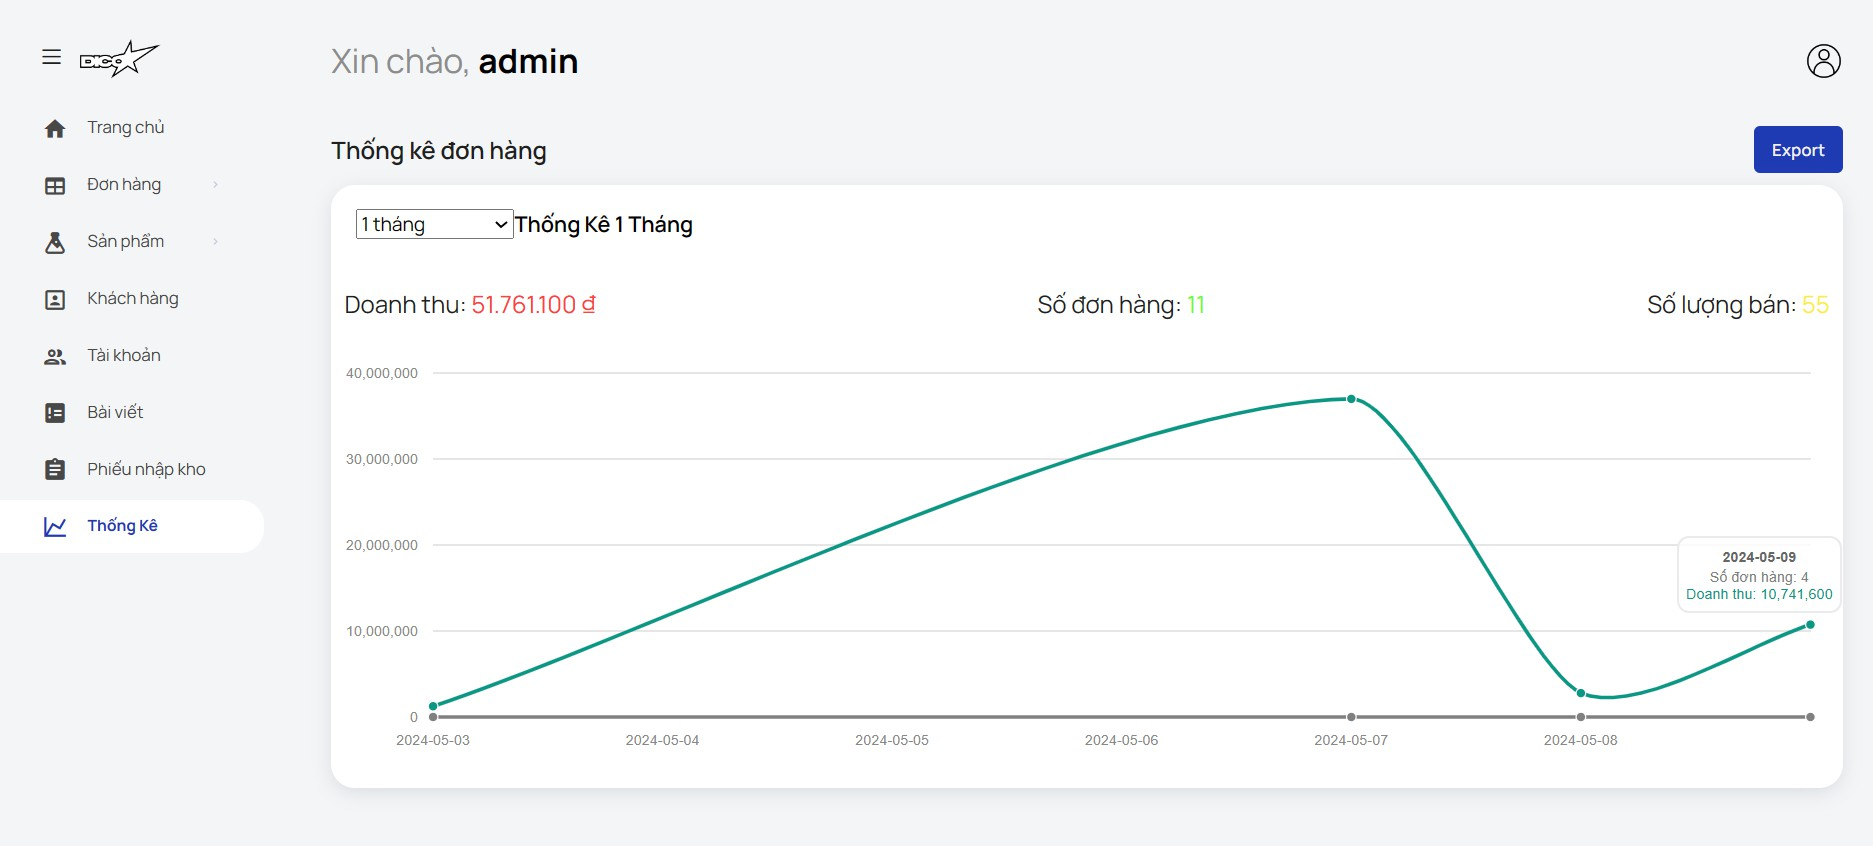 DICO
Xin chào, admin
Trang chủ
Đơn hàng
Sản phẩm
Khách hàng
Tài khoản
Bài viết
Phiếu nhập kho
Thống Kê
Thống kê đơn hàng
Export
1 tháng
Thống Kê 1 Tháng
Doanh thu: 51.761.100 ₫
Số đơn hàng: 11
Số lượng bán: 55
40,000,000
30,000,000
20,000,000
10,000,000
0
2024-05-09
Số đơn hàng: 4
Doanh thu: 10,741,600
2024-05-03
2024-05-04
2024-05-05
2024-05-06
2024-05-07
2024-05-08